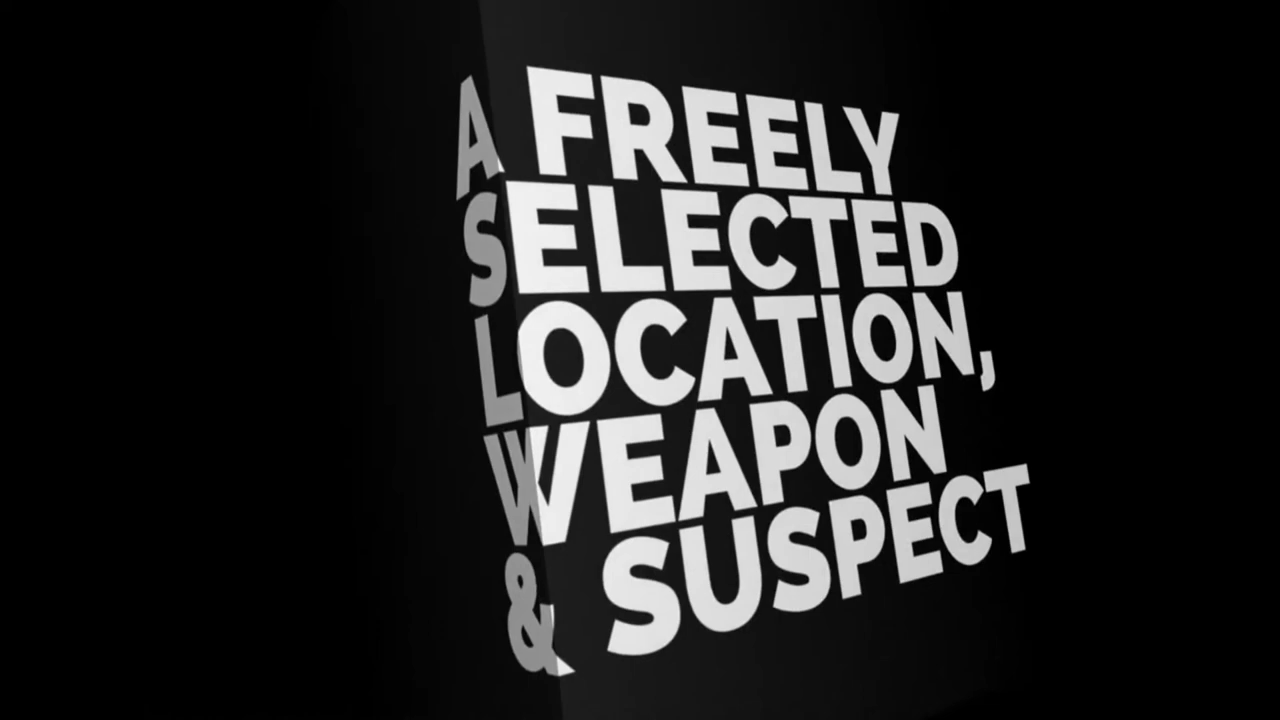 A FREELY
SELECTED
LOCATION,
WEAPON
& SUSPECT